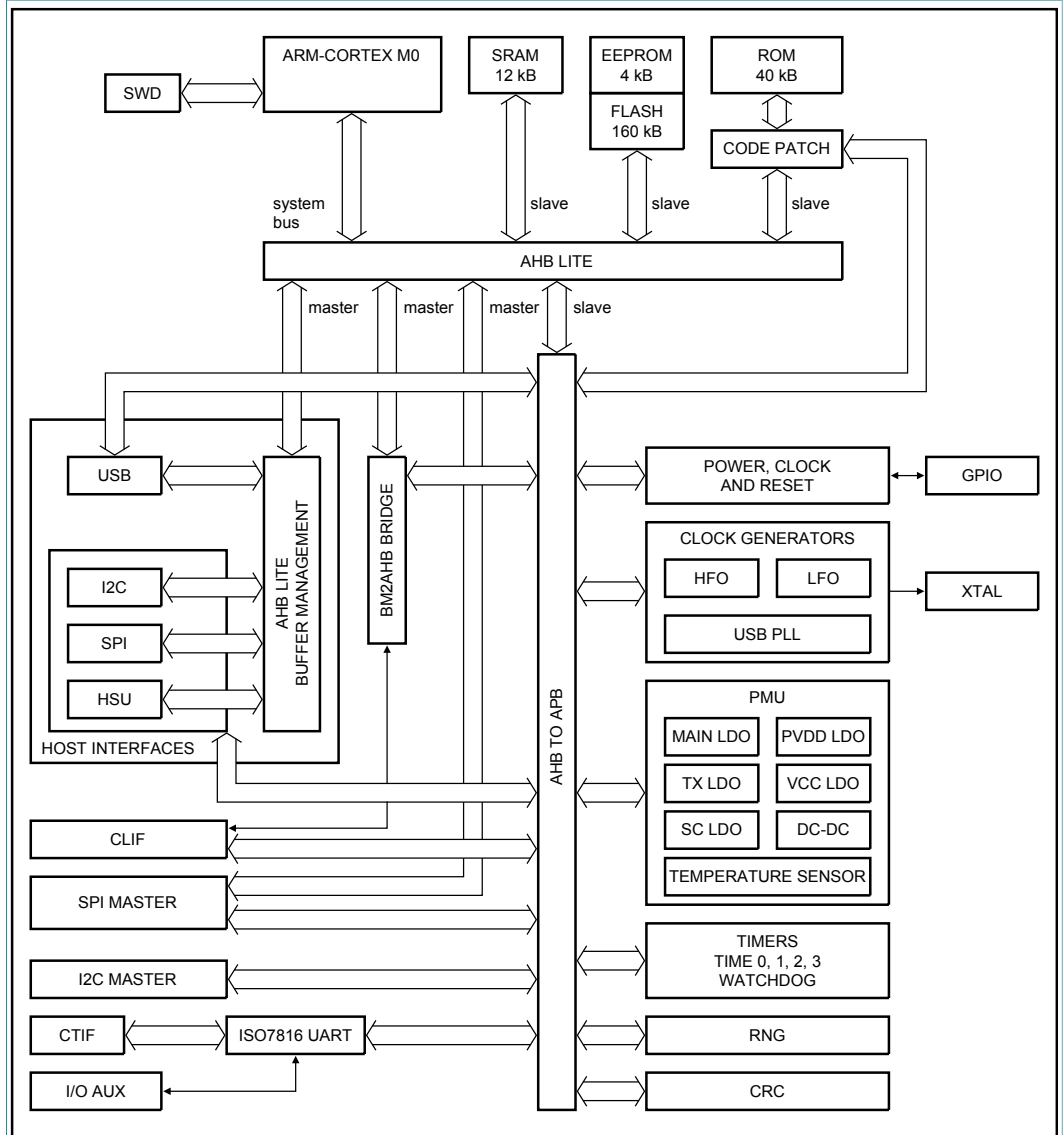 ARM-CORTEX M0
SRAM
12 kB
EEPROM
4 kB
ROM
40 kB
SWD
FLASH
160 kB
CODE PATCH
system
bus
slave
slave
slave
AHB LITE
master
master
master
slave
USB
POWER, CLOCK
AND RESET
GPIO
AHB LITE
BUFFER MANAGEMENT
BM2AHB BRIDGE
CLOCK GENERATORS
HFO
LFO
XTAL
USB PLL
I2C
SPI
HSU
HOST INTERFACES
AHB TO APB
PMU
MAIN LDO
PVDD LDO
TX LDO
VCC LDO
SC LDO
DC-DC
TEMPERATURE SENSOR
CLIF
SPI MASTER
I2C MASTER
TIMERS
TIME 0, 1, 2, 3
WATCHDOG
CTIF
ISO7816 UART
RNG
I/O AUX
CRC